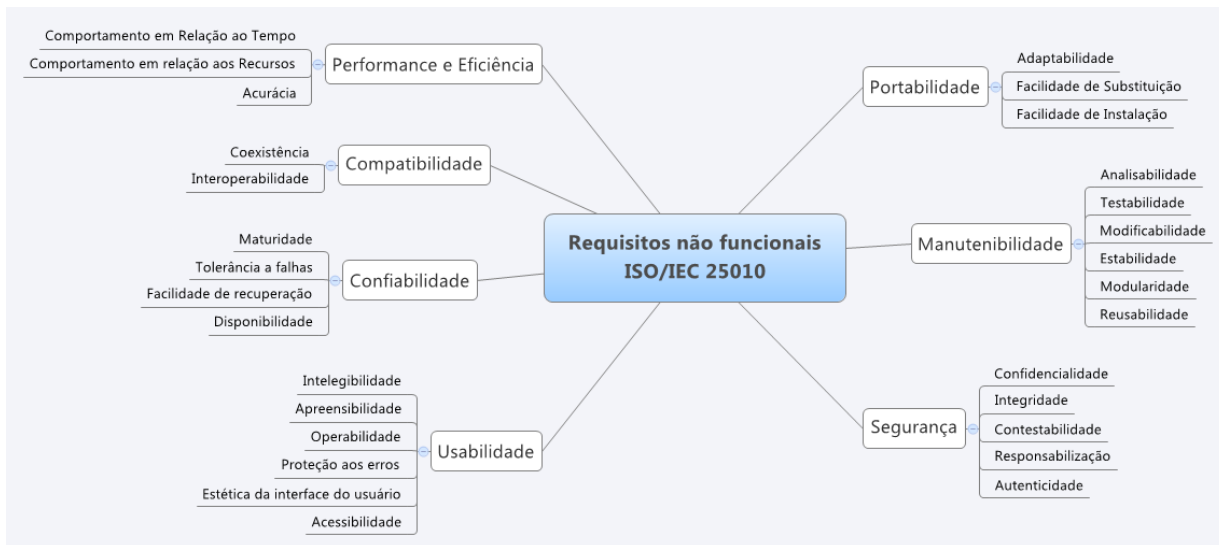 Requisitos não funcionais
ISO/IEC 25010
Performance e Eficiência
Comportamento em Relação ao Tempo
Comportamento em relação aos Recursos
Acurácia
Compatibilidade
Coexistência
Interoperabilidade
Confiabilidade
Maturidade
Tolerância a falhas
Facilidade de recuperação
Disponibilidade
Usabilidade
Intelegibilidade
Apreensibilidade
Operabilidade
Proteção aos erros
Estética da interface do usuário
Acessibilidade
Portabilidade
Adaptabilidade
Facilidade de Substituição
Facilidade de Instalação
Manutenibilidade
Analisabilidade
Testabilidade
Modificabilidade
Estabilidade
Modularidade
Reusabilidade
Segurança
Confidencialidade
Integridade
Contestabilidade
Responsabilização
Autenticidade